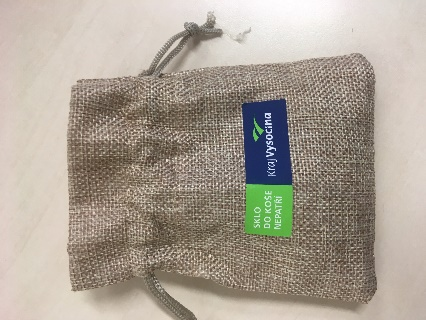 SKLO
DO KOŠE
NEPATŘÍ
Kraj Vysočina